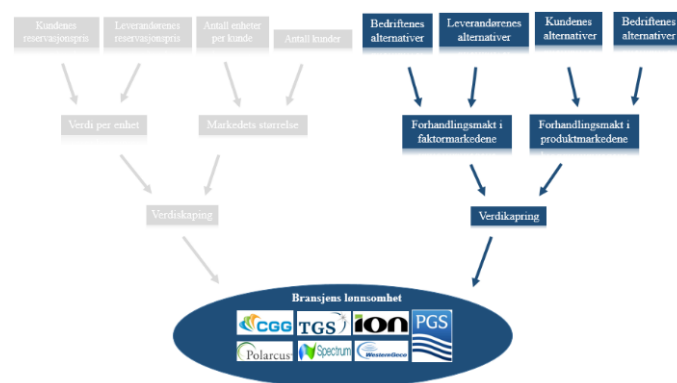 Kundenes
reservasjonspris
Leverandørenes
reservasjonspris
Antall enheter
per kunde
Antall kunder
Bedriftenes
alternativer
Leverandørenes
alternativer
Kundenes
alternativer
Bedriftenes
alternativer
Verdi per enhet
Markedets størrelse
Forhandlingsmakt i
faktormarkedene
Forhandlingsmakt i
produktmarkedene
Verdiskaping
Verdikapring
Bransjens lønnsomhet
CGG
TGS
ion
PGS
Polarcus
Spectrum
WesternGeco